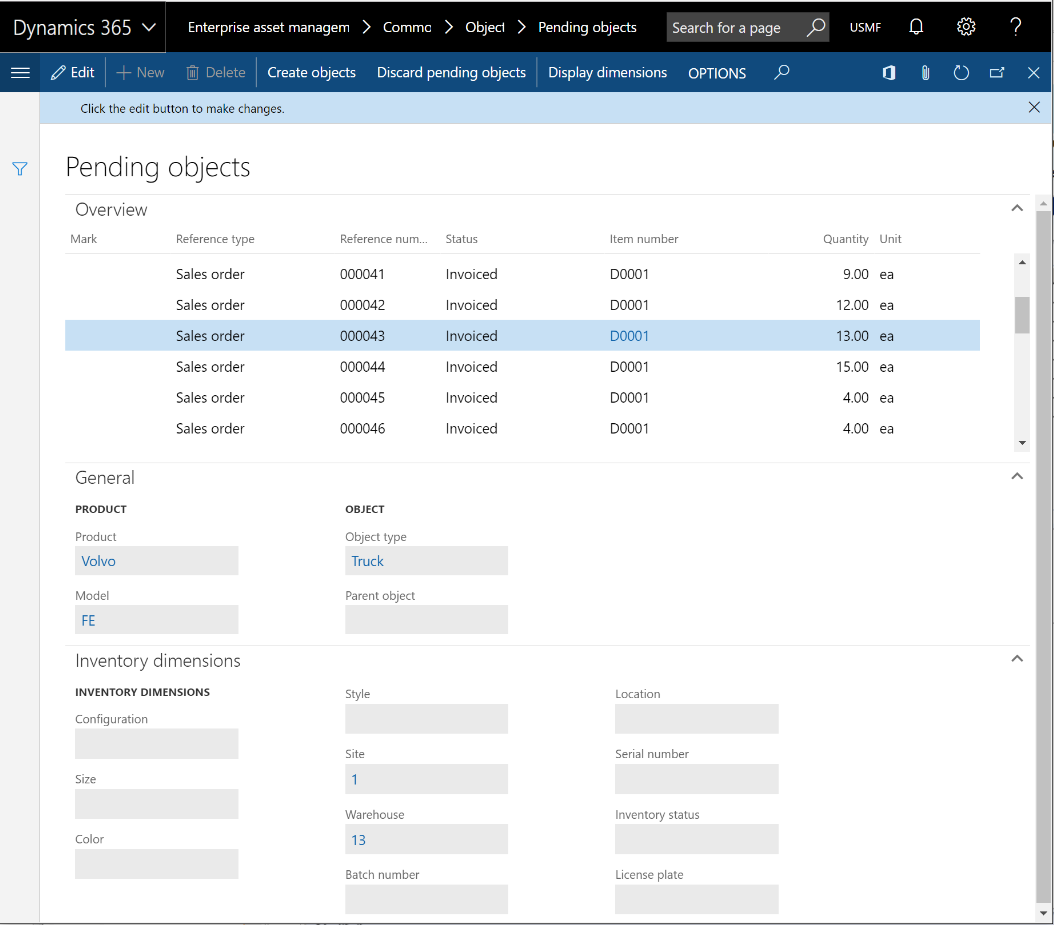 Dynamics 365 Enterprise asset managem Commo Object Pending objects Search for a page USMF ?
Edit New Delete Create objects Discard pending objects Display dimensions OPTIONS
Click the edit button to make changes.
Pending objects
Overview
Mark Reference type Reference num... Status Item number Quantity Unit
Sales order 000041 Invoiced D0001 9.00 ea
Sales order 000042 Invoiced D0001 12.00 ea
Sales order 000043 Invoiced D0001 13.00 ea
Sales order 000044 Invoiced D0001 15.00 ea
Sales order 000045 Invoiced D0001 4.00 ea
Sales order 000046 Invoiced D0001 4.00 ea
General
PRODUCT
Product
Volvo
Model
FE
OBJECT
Object type
Truck
Parent object
Inventory dimensions
INVENTORY DIMENSIONS
Configuration
Size
Color
Style
Site
1
Warehouse
13
Batch number
Location
Serial number
Inventory status
License plate